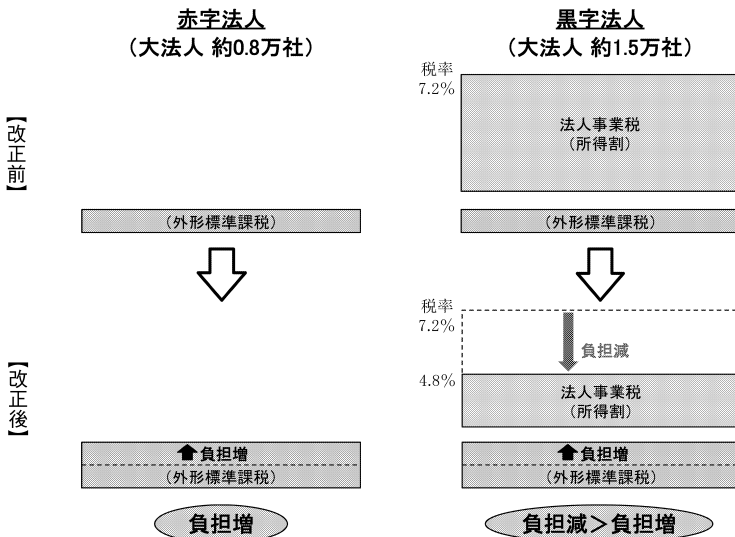 赤字法人
（大法人 約0.8万社）
黒字法人
（大法人 約1.5万社）
【改正前】
税率
7.2%
法人事業税
（所得割）
（外形標準課税）
（外形標準課税）
【改正後】
税率
7.2%
負担減
4.8%
法人事業税
（所得割）
負担増
（外形標準課税）
負担増
（外形標準課税）
負担増
負担減＞負担増